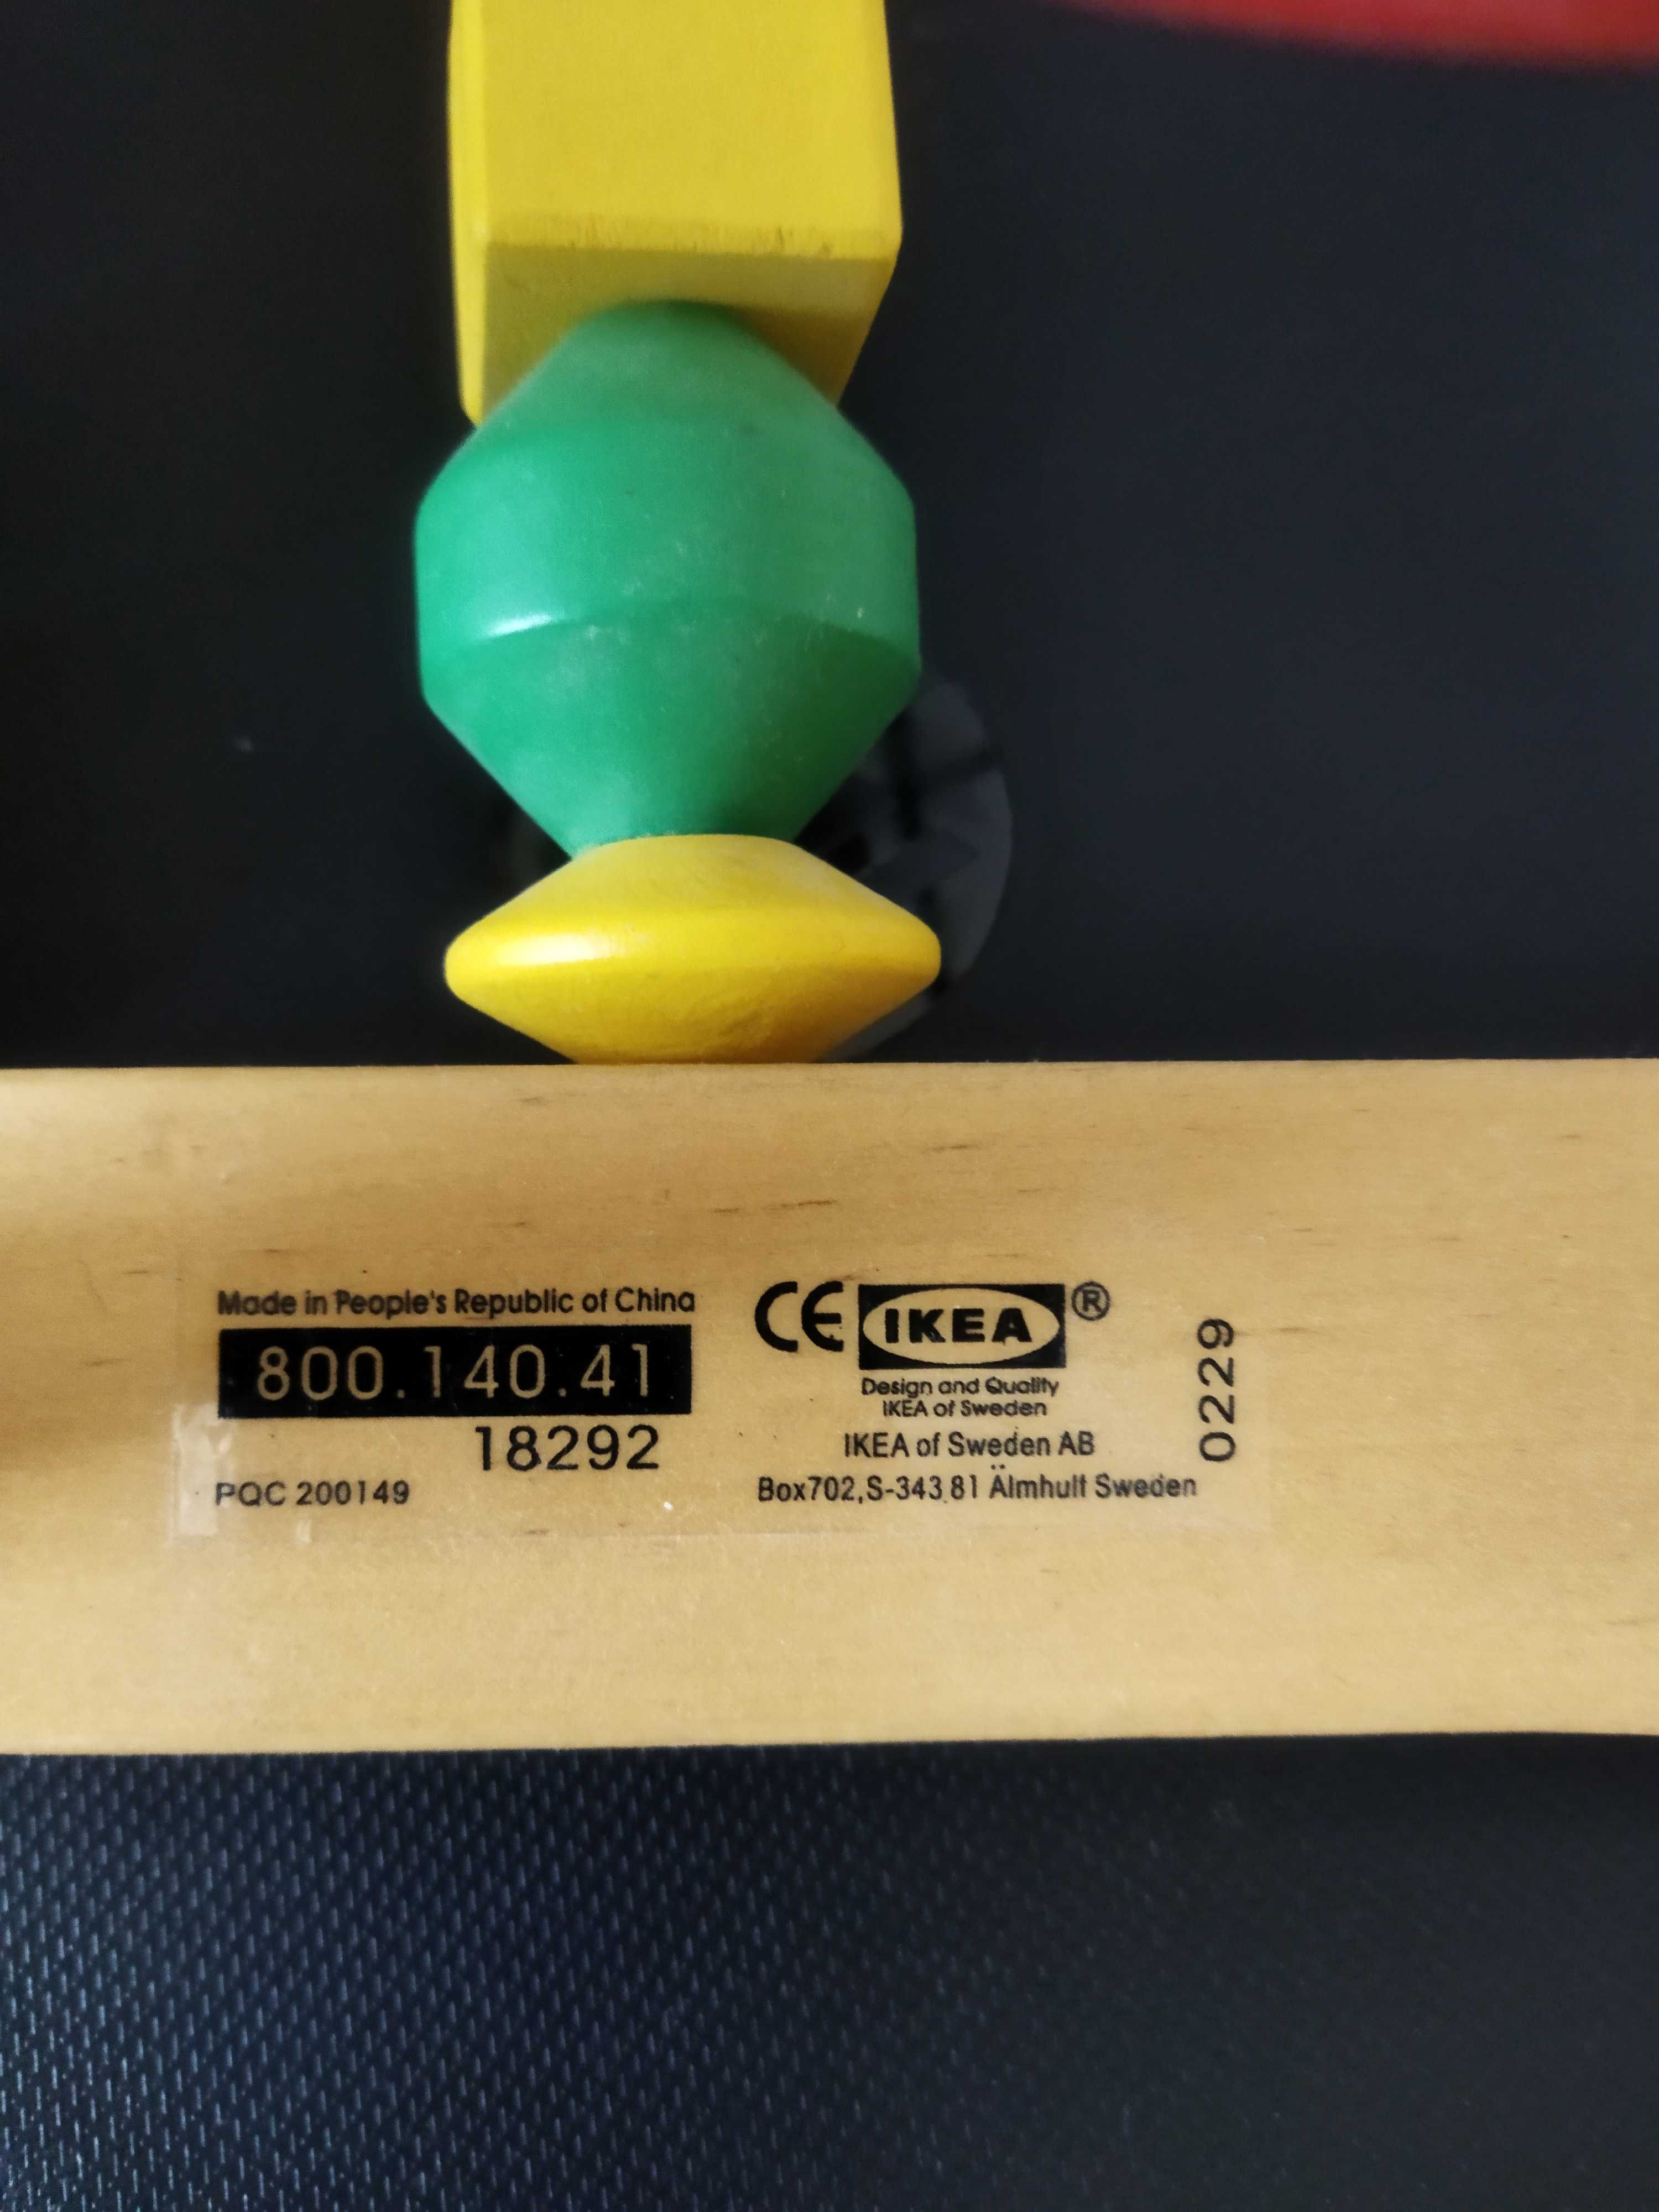 Made in People's Republic of China
800.140.41
18292
PQC 200149
CE IKEA ®
Design and Quality
IKEA of Sweden
IKEA of Sweden AB
Box702,S-343.81 Älmhult Sweden
0229